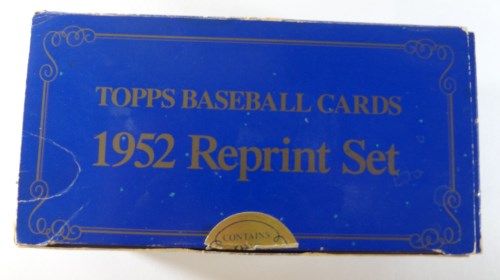 TOPPS BASEBALL CARDS
1952 Reprint Set
CONTAINS